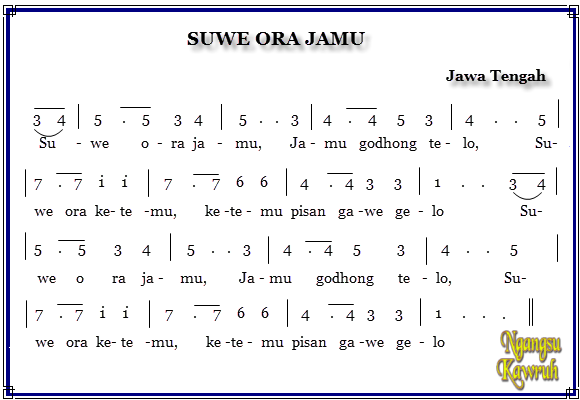 SUWE ORA JAMU
Jawa Tengah
3 4 | 5 . 5 3 4 | 5 . . 3 | 4 . 4 5 3 | 4 . . 5 |
Su - we o - ra ja - mu, Ja - mu godhong te - lo, Su-
| 7 . 7 i i | 7 . 7 6 6 | 4 . 4 3 3 | 1 . . 3 4 |
we ora ke- te -mu, ke -te - mu pisan ga -we ge - lo Su-
| 5 . 5 3 4 | 5 . . 3 | 4 . 4 5 3 | 4 . . 5 |
we o ra ja - mu, Ja - mu godhong te - lo, Su-
| 7 . 7 i i | 7 . 7 6 6 | 4 . 4 3 3 | 1 . . . ||
we ora ke- te -mu, ke -te - mu pisan ga -we ge - lo
Ngangsu
Kawruh